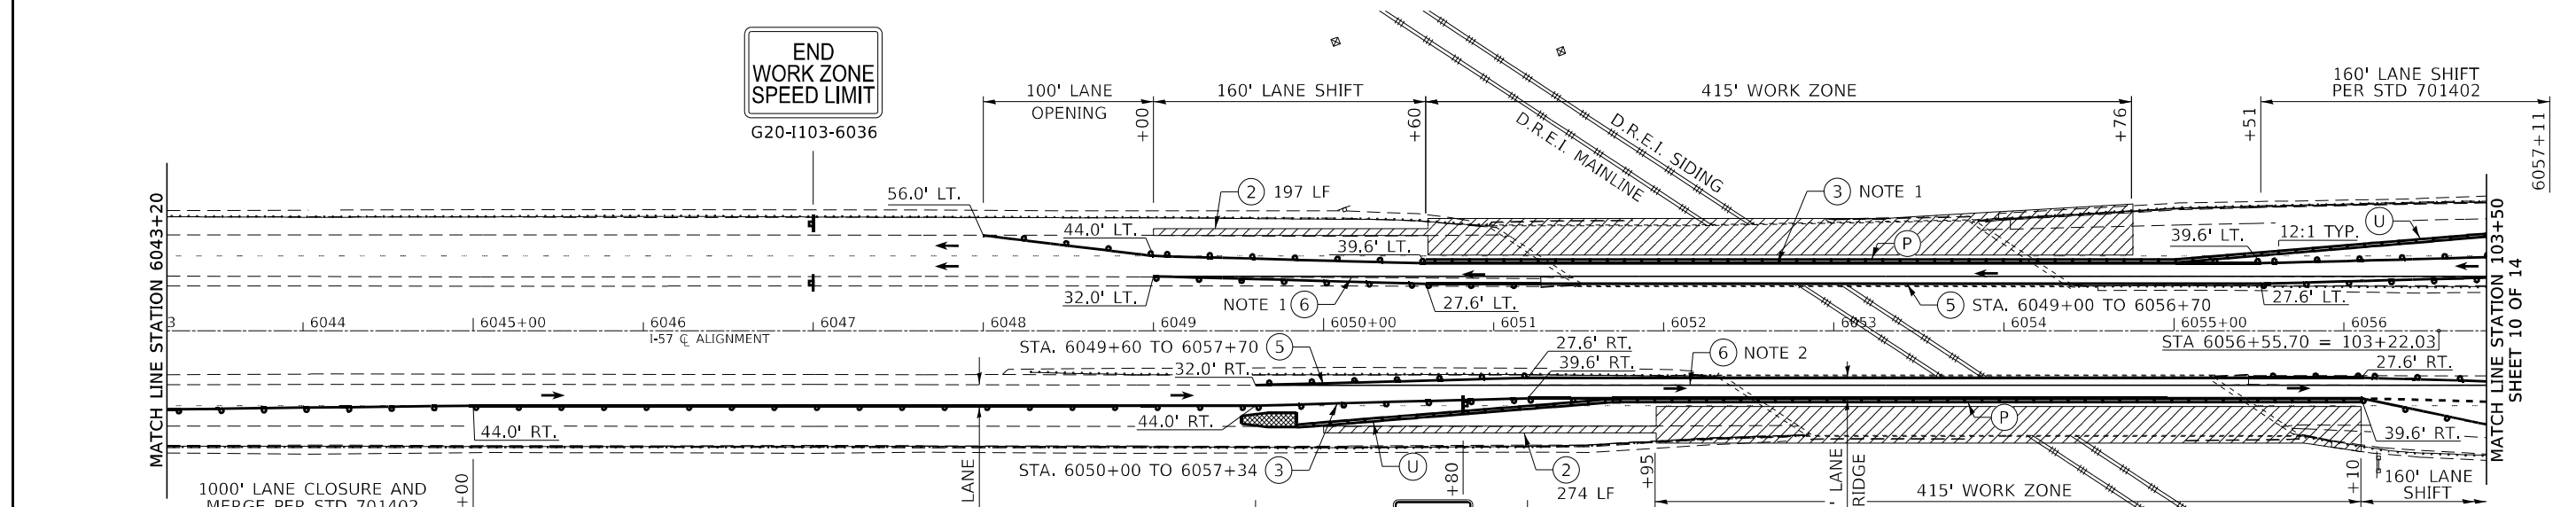 END
WORK ZONE
SPEED LIMIT
G20-I103-6036
100' LANE
OPENING
160' LANE SHIFT
415' WORK ZONE
160' LANE SHIFT
PER STD 701402
+00
+60
+76
+51
6057+11
D.R.E.I. MAINLINE
D.R.E.I. SIDING
MATCH LINE STATION 6043+20
56.0' LT.
2 197 LF
3 NOTE 1
44.0' LT.
39.6' LT.
P
39.6' LT.
12:1 TYP.
U
32.0' LT.
NOTE 1 6
27.6' LT.
5 STA. 6049+00 TO 6056+70
27.6' LT.
3
6044
6045+00
6046
6047
6048
6049
6050+00
6051
6052
6053
6054
6055+00
6056
I-57 ℄ ALIGNMENT
STA 6056+55.70 = 103+22.03
MATCH LINE STATION 103+50
SHEET 10 OF 14
STA. 6049+60 TO 6057+70 5
27.6' RT.
6 NOTE 2
32.0' RT.
39.6' RT.
27.6' RT.
44.0' RT.
44.0' RT.
P
39.6' RT.
STA. 6050+00 TO 6057+34 3
U
2
274 LF
1000' LANE CLOSURE AND
MERGE PER STD 701402
+00
LANE
+80
+95
LANE
RIDGE
415' WORK ZONE
+10
160' LANE
SHIFT